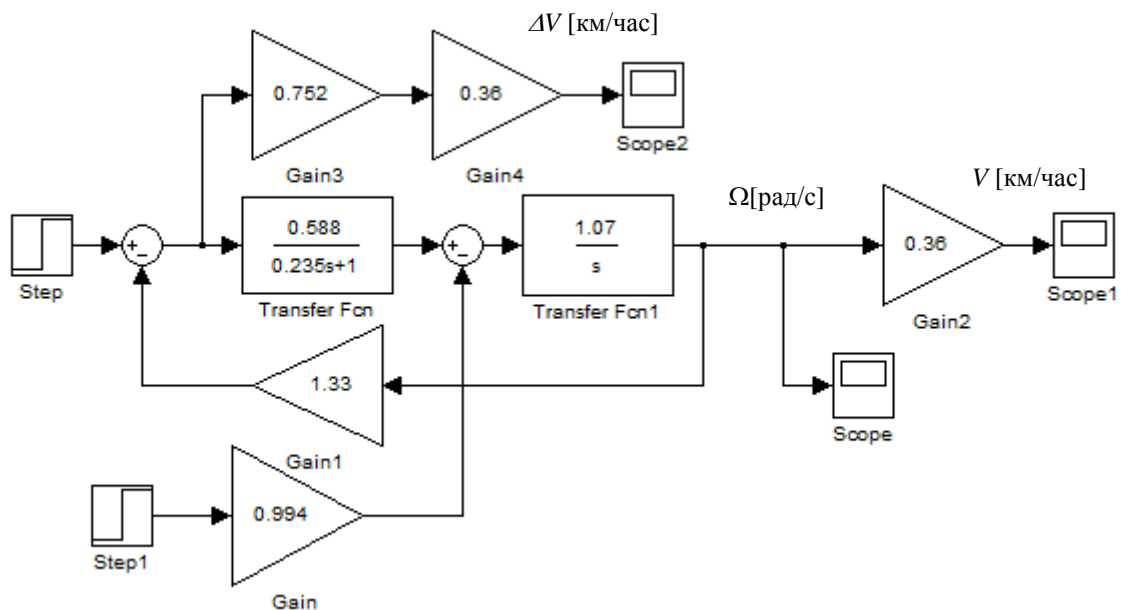 ΔV [км/час]
0.752
0.36
Scope2
Gain3
Gain4
Ω[рад/с]
V [км/час]
Step
0.588
0.235s+1
Transfer Fcn
1.07
s
Transfer Fcn1
0.36
Gain2
Scope1
1.33
Gain1
Scope
Step1
0.994
Gain